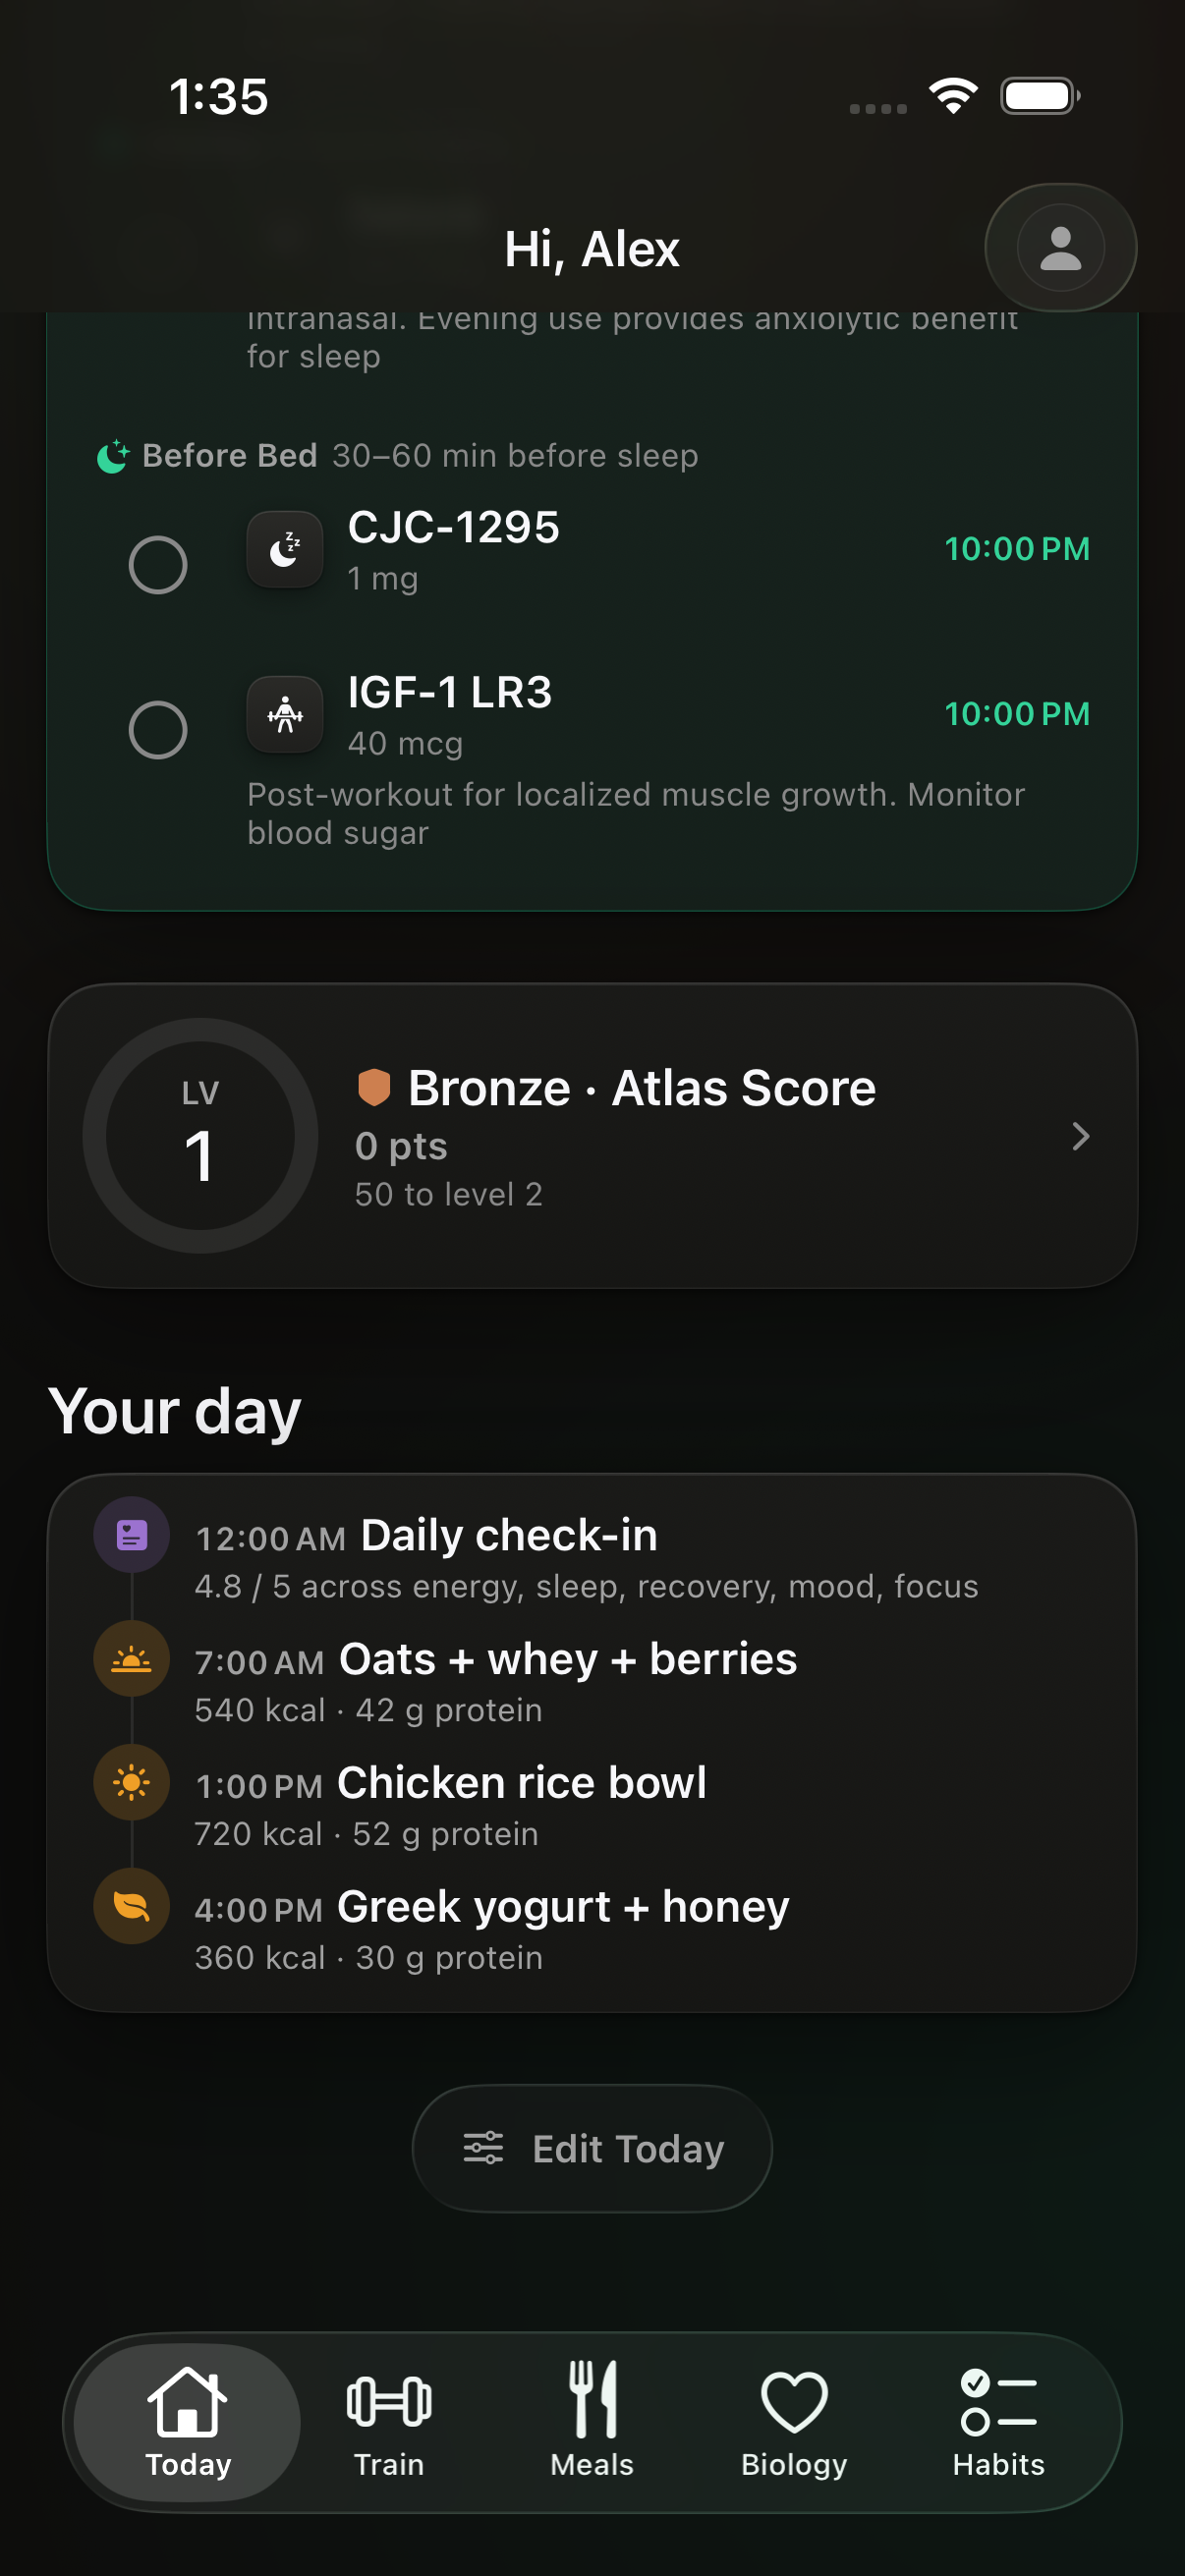 1:35
Hi, Alex
Intranasal. Evening use provides anxiolytic benefit
for sleep
Before Bed 30–60 min before sleep
CJC-1295
1 mg
10:00 PM
IGF-1 LR3
40 mcg
10:00 PM
Post-workout for localized muscle growth. Monitor
blood sugar
LV
1
Bronze · Atlas Score
0 pts
50 to level 2
Your day
12:00 AM Daily check-in
4.8 / 5 across energy, sleep, recovery, mood, focus
7:00 AM Oats + whey + berries
540 kcal · 42 g protein
1:00 PM Chicken rice bowl
720 kcal · 52 g protein
4:00 PM Greek yogurt + honey
360 kcal · 30 g protein
Edit Today
Today
Train
Meals
Biology
Habits